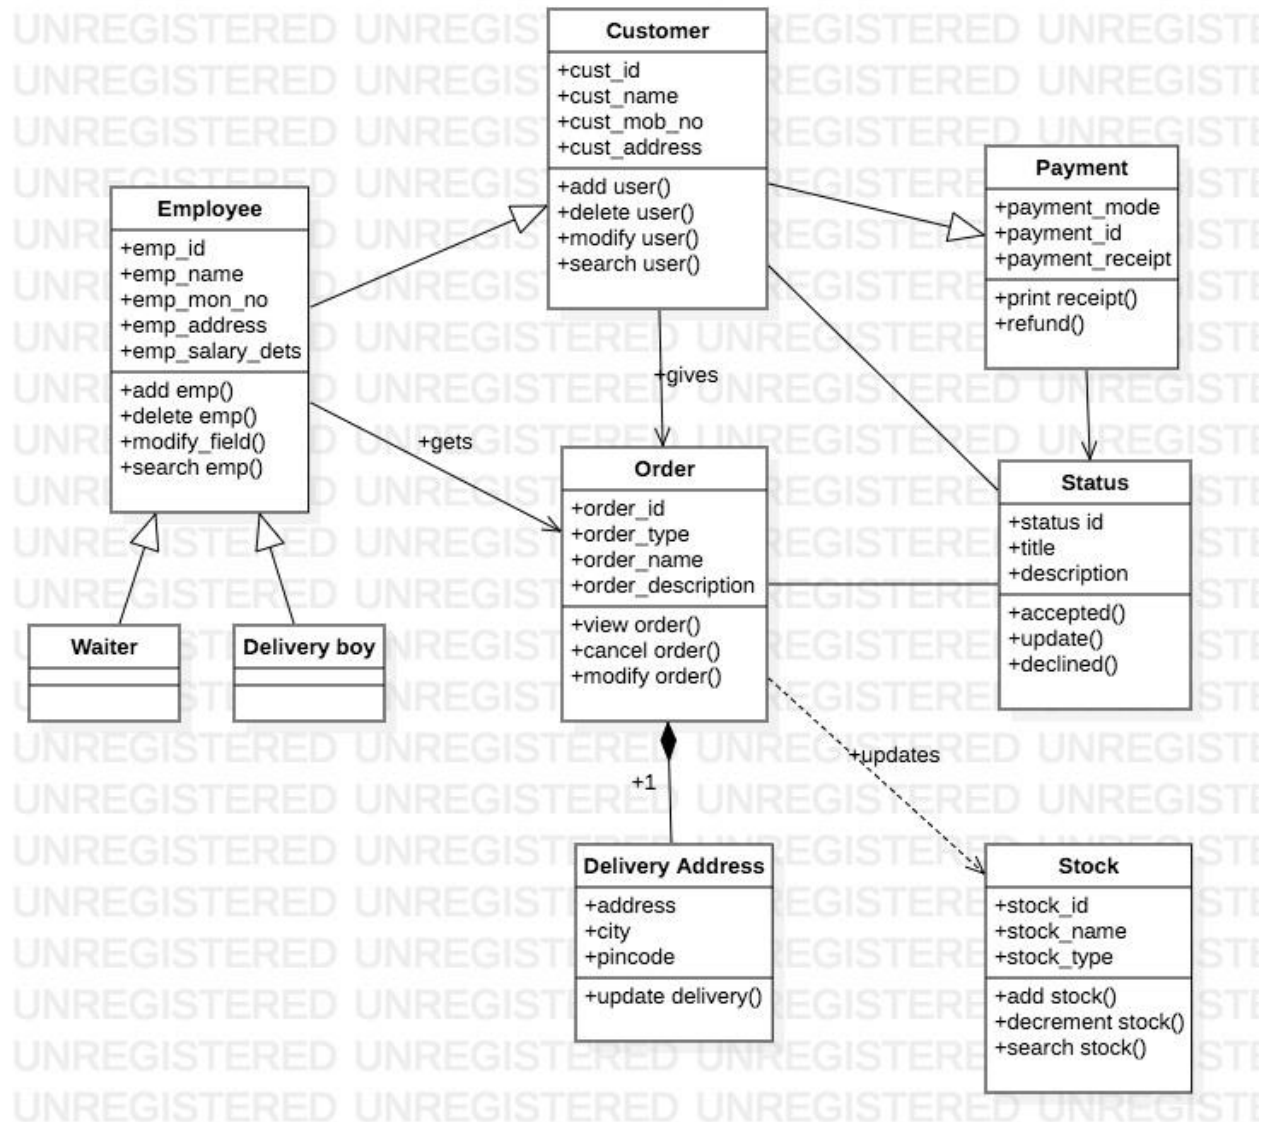 Customer
+cust_id
+cust_name
+cust_mob_no
+cust_address
+add user()
+delete user()
+modify user()
+search user()
Payment
+payment_mode
+payment_id
+payment_receipt
+print receipt()
+refund()
Employee
+emp_id
+emp_name
+emp_mon_no
+emp_address
+emp_salary_dets
+add emp()
+delete emp()
+modify_field()
+search emp()
+gives
+gets
Order
+order_id
+order_type
+order_name
+order_description
+view order()
+cancel order()
+modify order()
Status
+status id
+title
+description
+accepted()
+update()
+declined()
Waiter
Delivery boy
+updates
+1
Delivery Address
+address
+city
+pincode
+update delivery()
Stock
+stock_id
+stock_name
+stock_type
+add stock()
+decrement stock()
+search stock()
UNREGISTERED